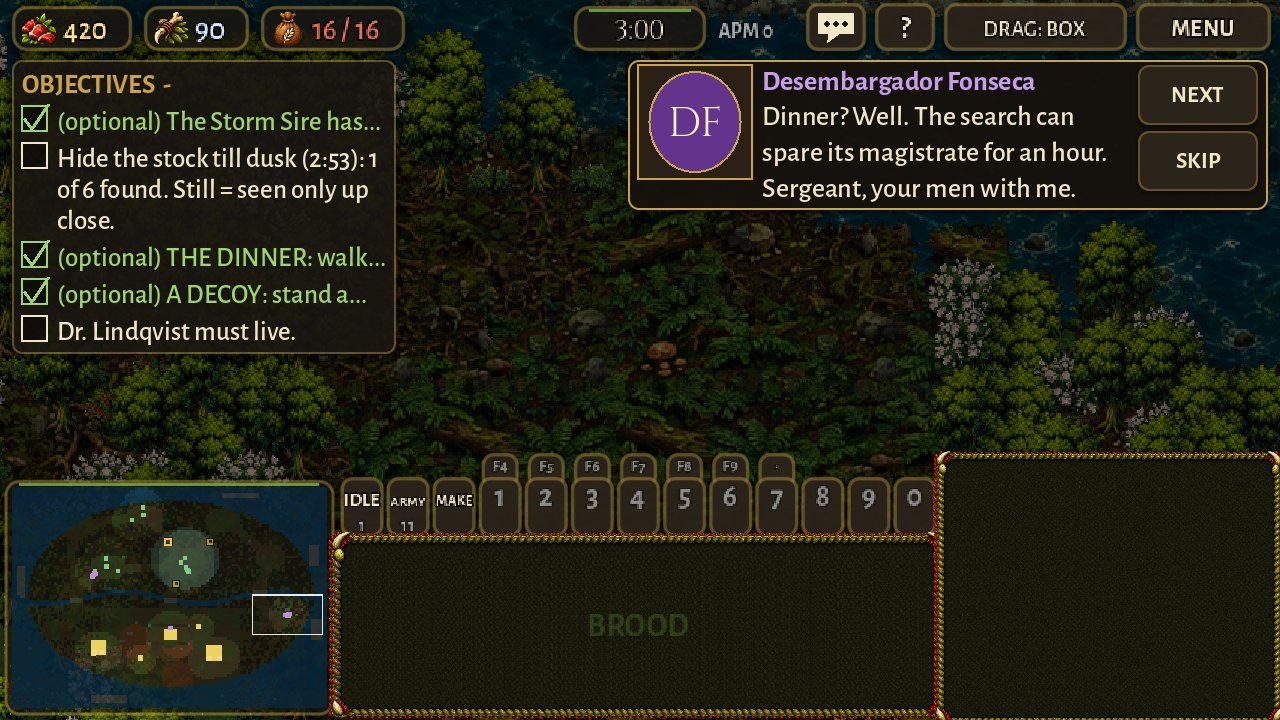 420
90
16 / 16
3:00
APM 0
?
DRAG: BOX
MENU
OBJECTIVES -
(optional) The Storm Sire has...
Hide the stock till dusk (2:53): 1
of 6 found. Still = seen only up
close.
(optional) THE DINNER: walk...
(optional) A DECOY: stand a...
Dr. Lindqvist must live.
DF
Desembargador Fonseca
Dinner? Well. The search can
spare its magistrate for an hour.
Sergeant, your men with me.
NEXT
SKIP
F4 F5 F6 F7 F8 F9
IDLE 1
ARMY 11
MAKE
1 2 3 4 5 6 7 8 9 0
BROOD